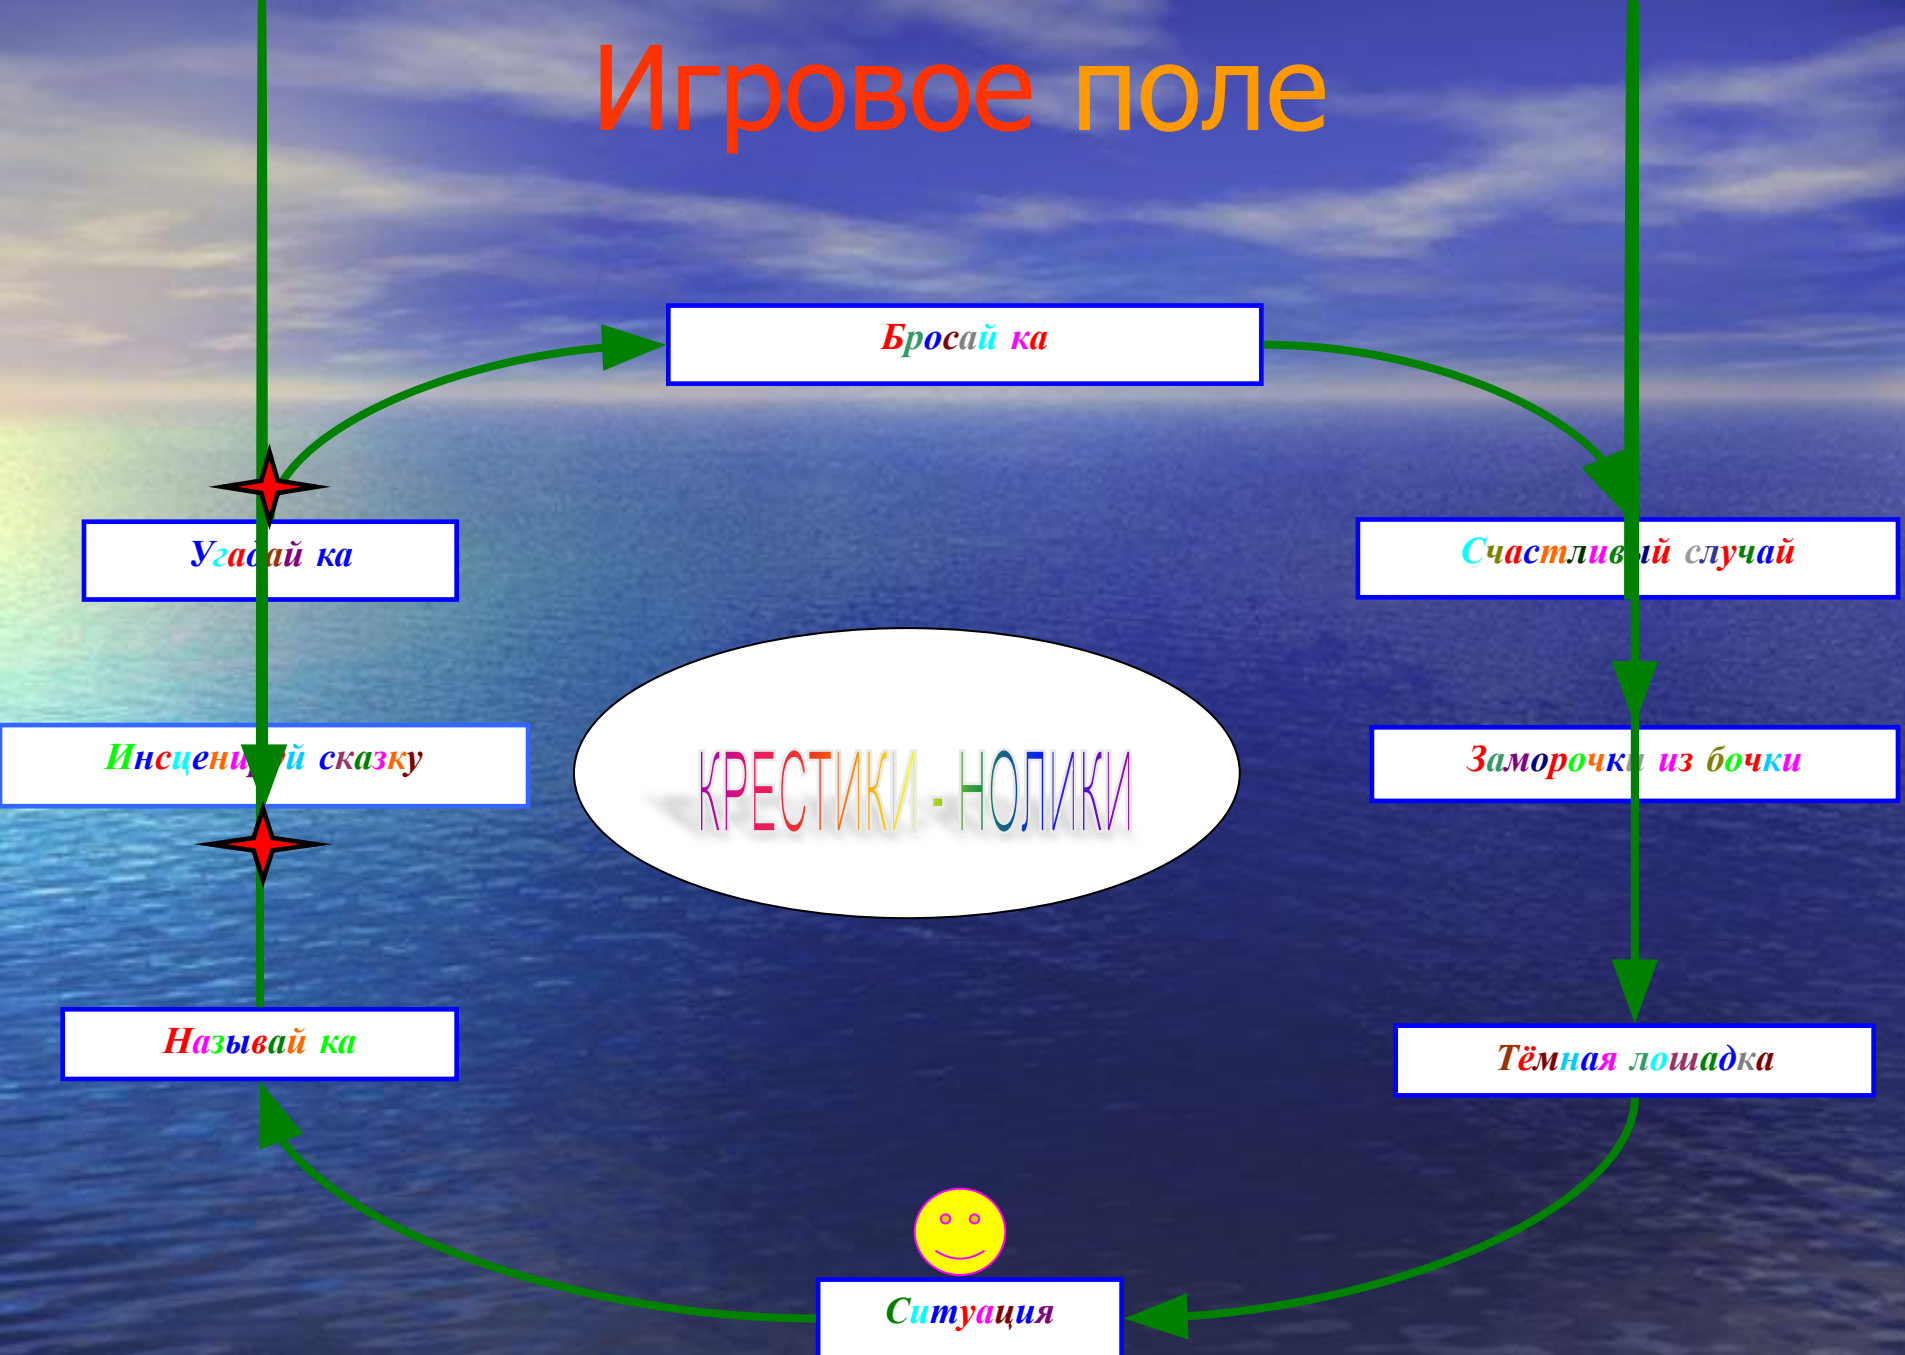 Игровое поле
Бросай ка
Угадай ка
Счастливый случай
Инсценируй сказку
КРЕСТИКИ - НОЛИКИ
Заморочки из бочки
Называй ка
Тёмная лошадка
Ситуация